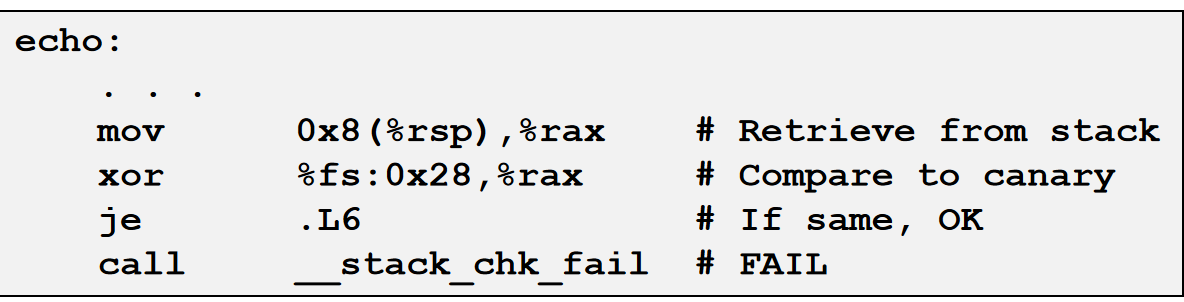 echo:
. . .
mov 0x8(%rsp),%rax # Retrieve from stack
xor %fs:0x28,%rax # Compare to canary
je .L6 # If same, OK
call __stack_chk_fail # FAIL